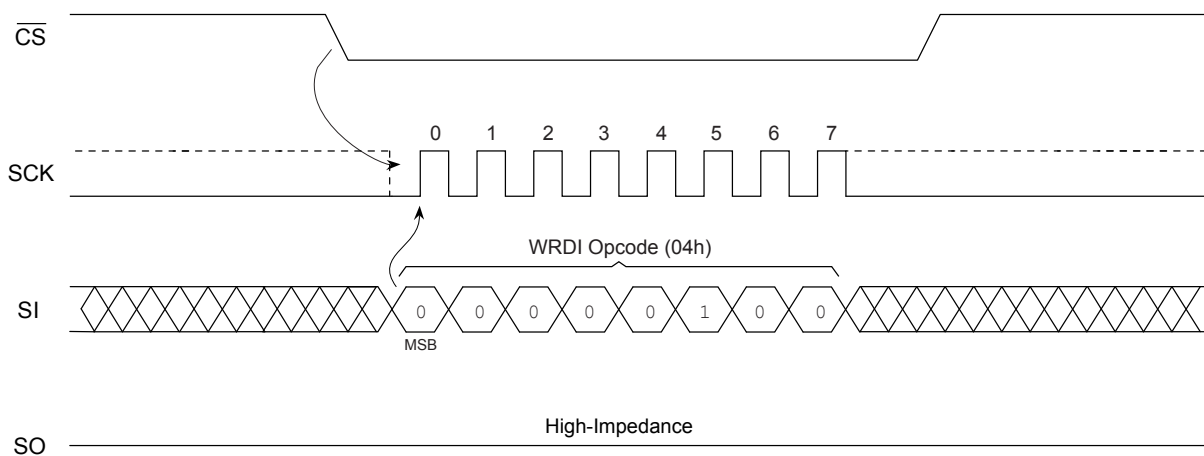 C̅S̅
0 1 2 3 4 5 6 7
SCK
WRDI Opcode (04h)
SI 0 0 0 0 0 1 0 0
MSB
High-Impedance
SO